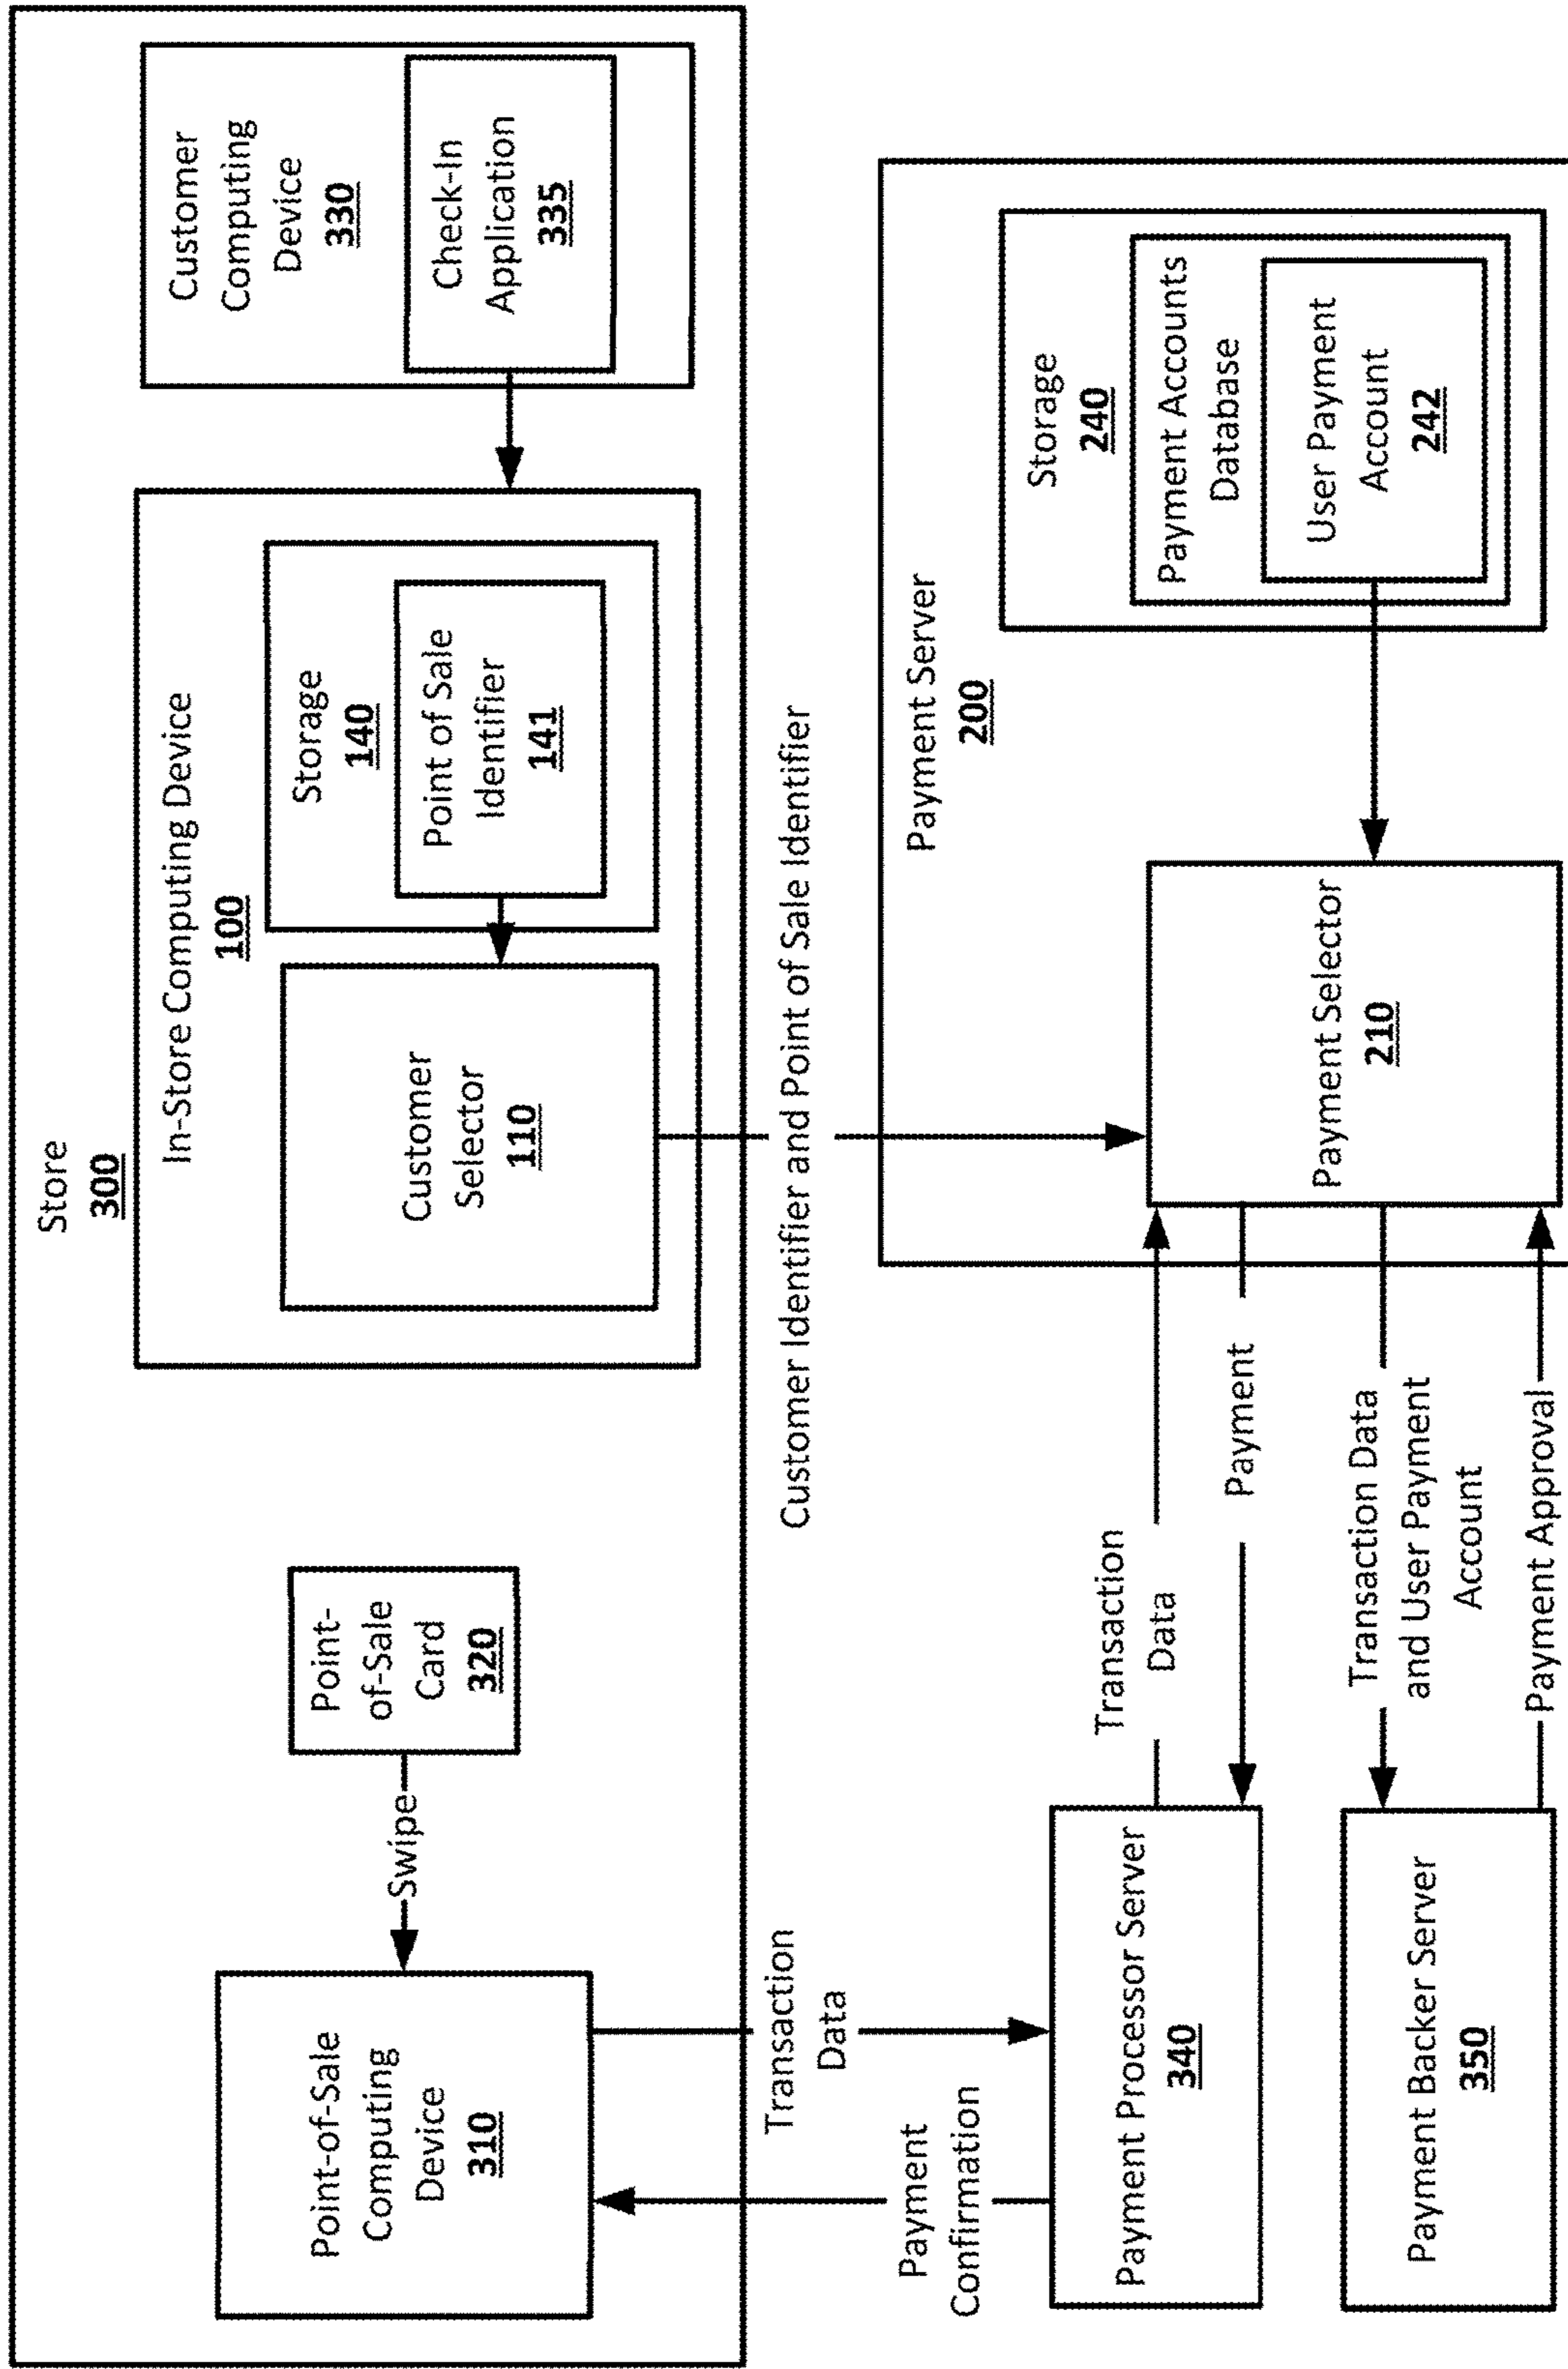 Store
300
In-Store Computing Device
100
Customer
Selector
110
Storage
140
Point of Sale
Identifier
141
Customer
Computing
Device
330
Check-In
Application
335
Point-of-Sale
Computing
Device
310
Swipe
Point-
of-Sale
Card
320
Customer Identifier and Point of Sale Identifier
Transaction
Data
Payment
Confirmation
Payment Processor Server
340
Payment Backer Server
350
Transaction
Data
Payment
Transaction Data
and User Payment
Account
Payment Approval
Payment Server
200
Payment Selector
210
Storage
240
Payment Accounts
Database
User Payment
Account
242